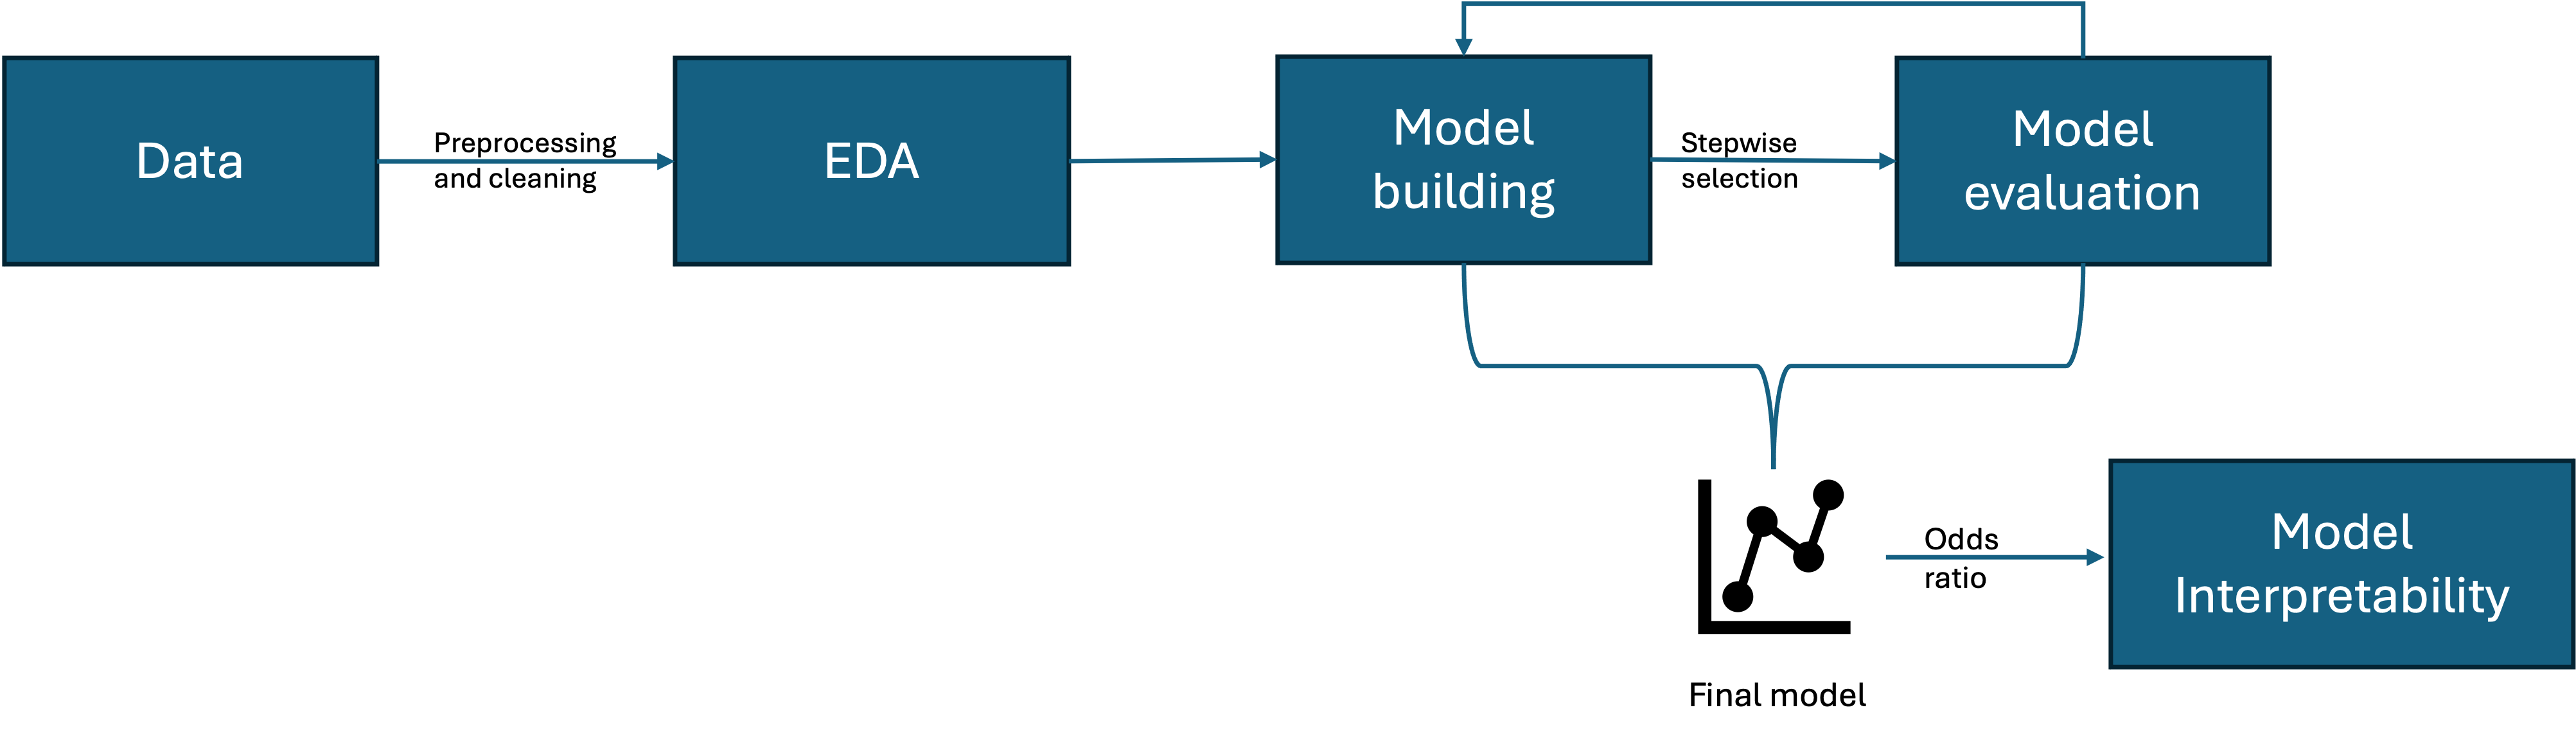 Data
Preprocessing
and cleaning
EDA
Model
building
Stepwise
selection
Model
evaluation
Final model
Odds
ratio
Model
Interpretability